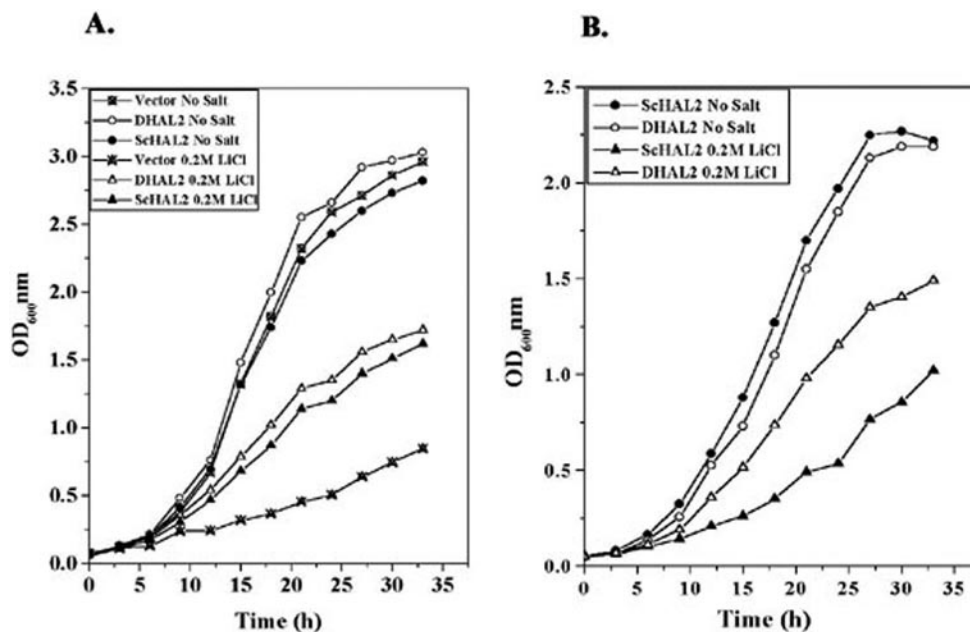 A.
3.5
3.0
2.5
2.0
1.5
1.0
0.5
0.0
OD600nm
Vector No Salt
DHAL2 No Salt
ScHAL2 No Salt
Vector 0.2M LiCl
DHAL2 0.2M LiCl
ScHAL2 0.2M LiCl
0 5 10 15 20 25 30 35
Time (h)
B.
2.5
2.0
1.5
1.0
0.5
0.0
OD600nm
ScHAL2 No Salt
DHAL2 No Salt
ScHAL2 0.2M LiCl
DHAL2 0.2M LiCl
0 5 10 15 20 25 30 35
Time (h)